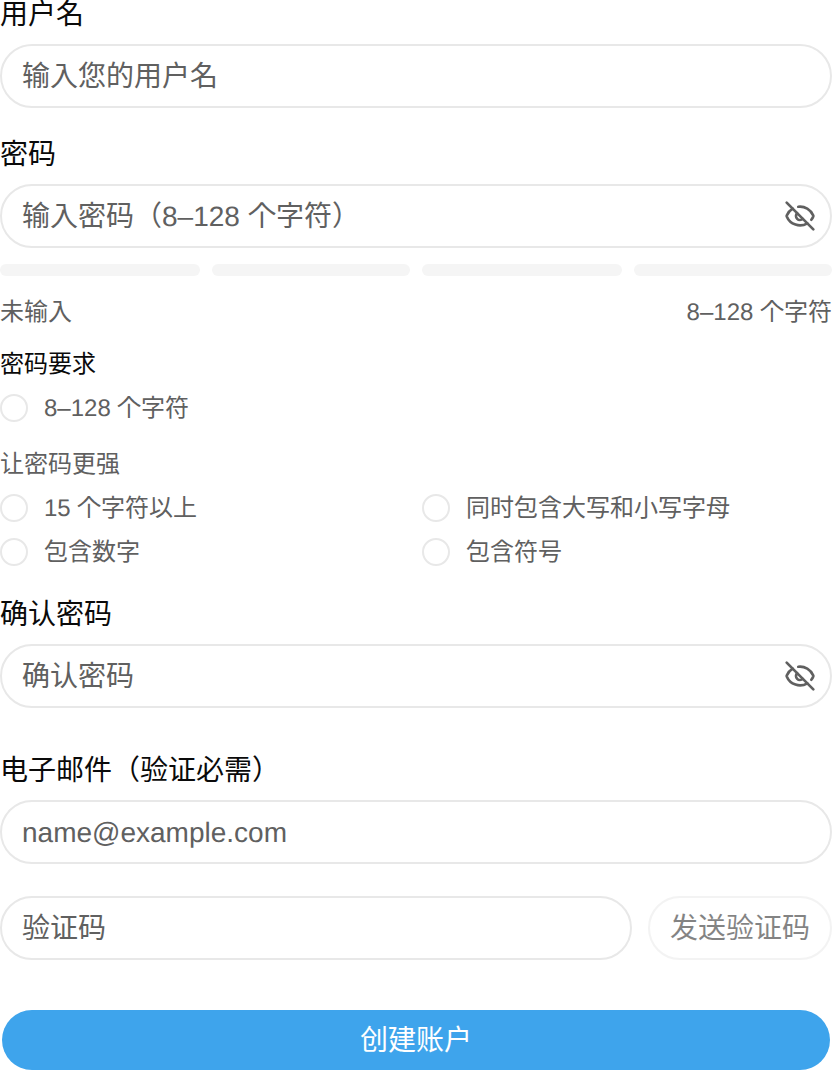 用户名
输入您的用户名
密码
输入密码（8–128 个字符）
未输入 8–128 个字符
密码要求
8–128 个字符
让密码更强
15 个字符以上 同时包含大写和小写字母
包含数字 包含符号
确认密码
确认密码
电子邮件（验证必需）
name@example.com
验证码 发送验证码
创建账户